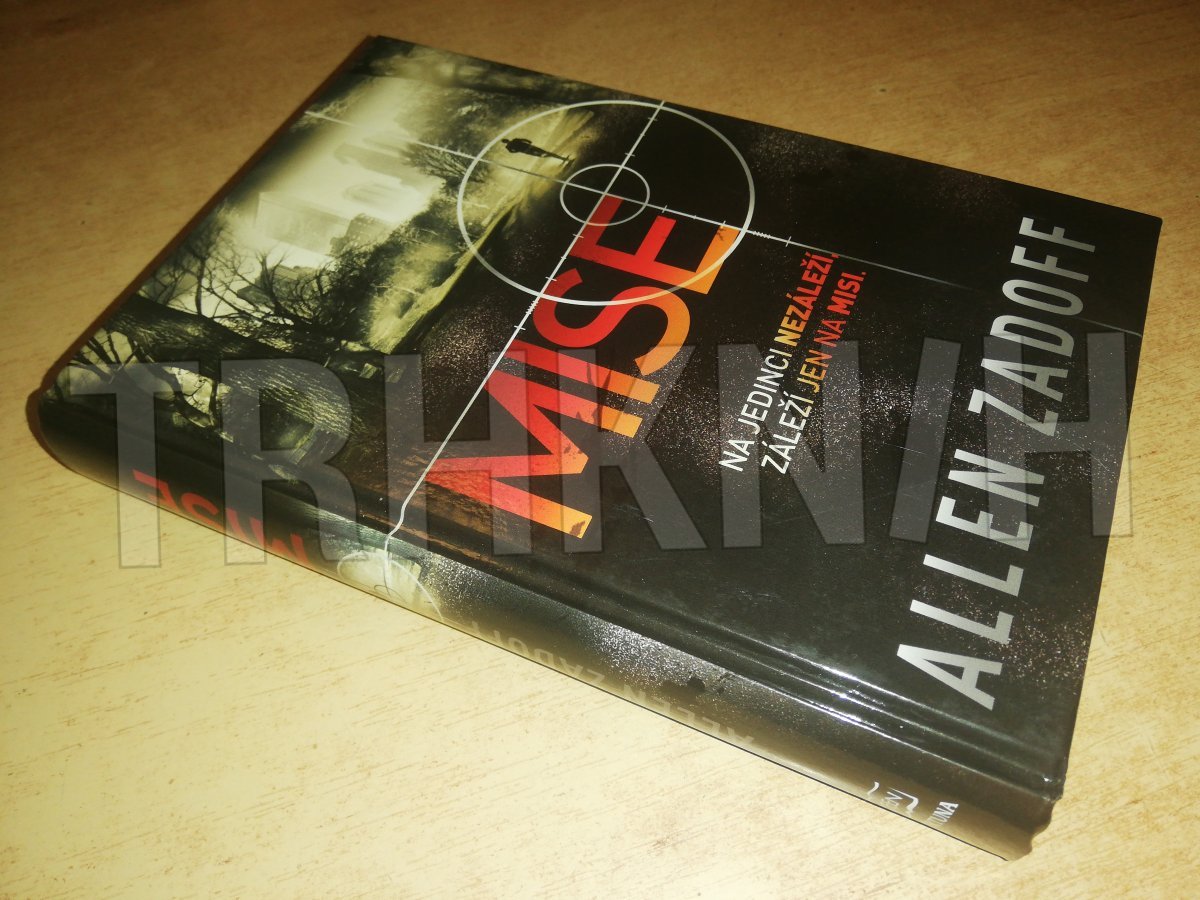 MISE
NA JEDINCI NEZÁLEŽÍ.
ZÁLEŽÍ JEN NA MISI.
ALLEN ZADOFF
MISE
ALLEN ZADOFF
TRHKNIH